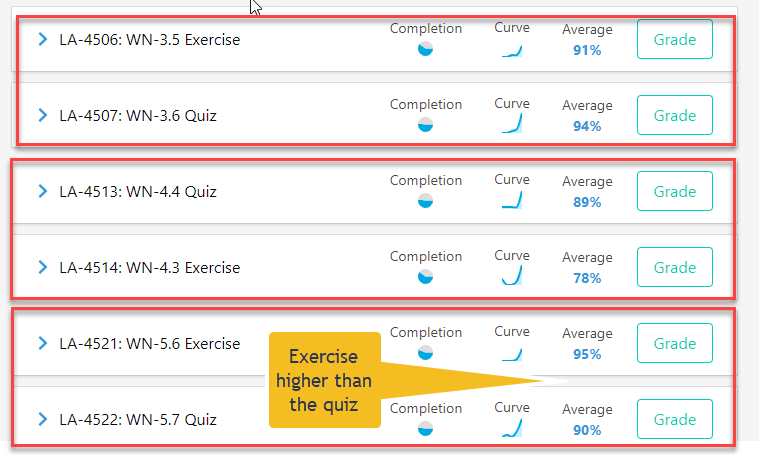 LA-4506: WN-3.5 Exercise Completion Curve Average 91% Grade
LA-4507: WN-3.6 Quiz Completion Curve Average 94% Grade
LA-4513: WN-4.4 Quiz Completion Curve Average 89% Grade
LA-4514: WN-4.3 Exercise Completion Curve Average 78% Grade
LA-4521: WN-5.6 Exercise Completion Curve Average 95% Grade
Exercise
higher than
the quiz
LA-4522: WN-5.7 Quiz Completion Curve Average 90% Grade